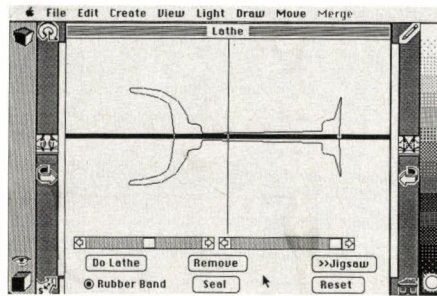 File Edit Create View Light Draw Move Merge
Lathe
Do Lathe Remove >>Jigsaw
Rubber Band Seal Reset